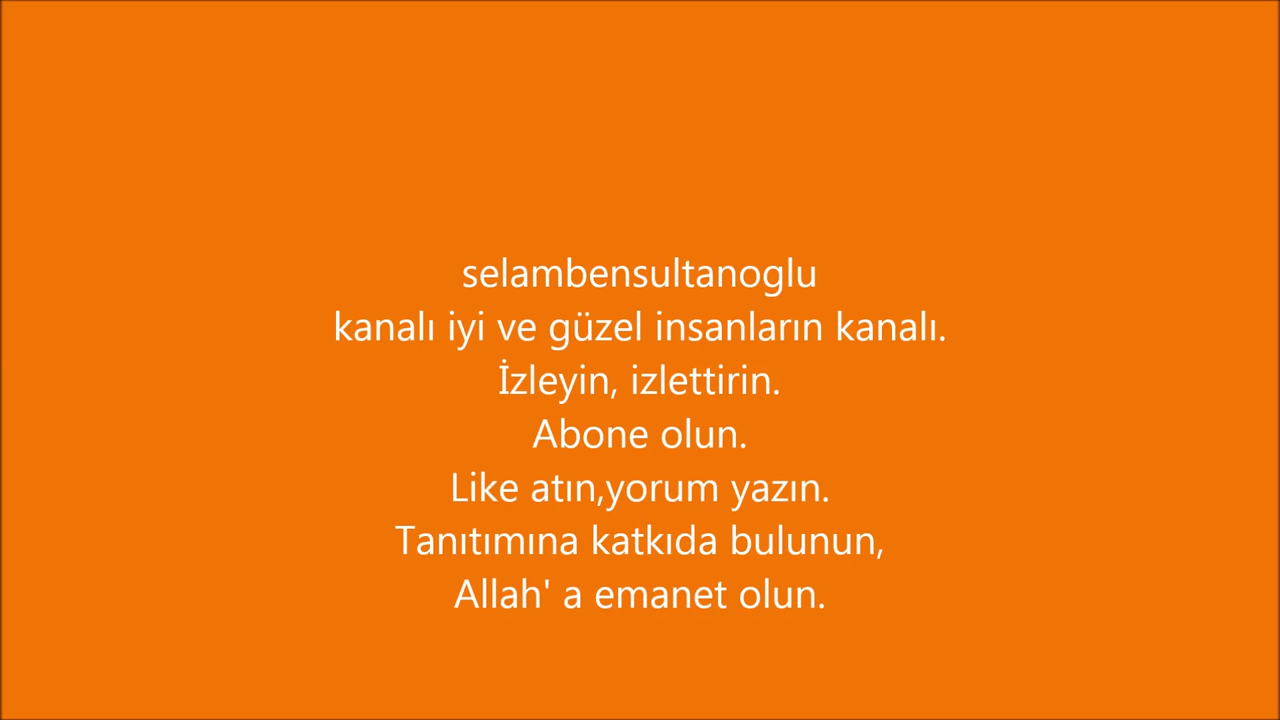 selambensultanoglu
kanalı iyi ve güzel insanların kanalı.
İzleyin, izlettirin.
Abone olun.
Like atın,yorum yazın.
Tanıtımına katkıda bulunun,
Allah' a emanet olun.